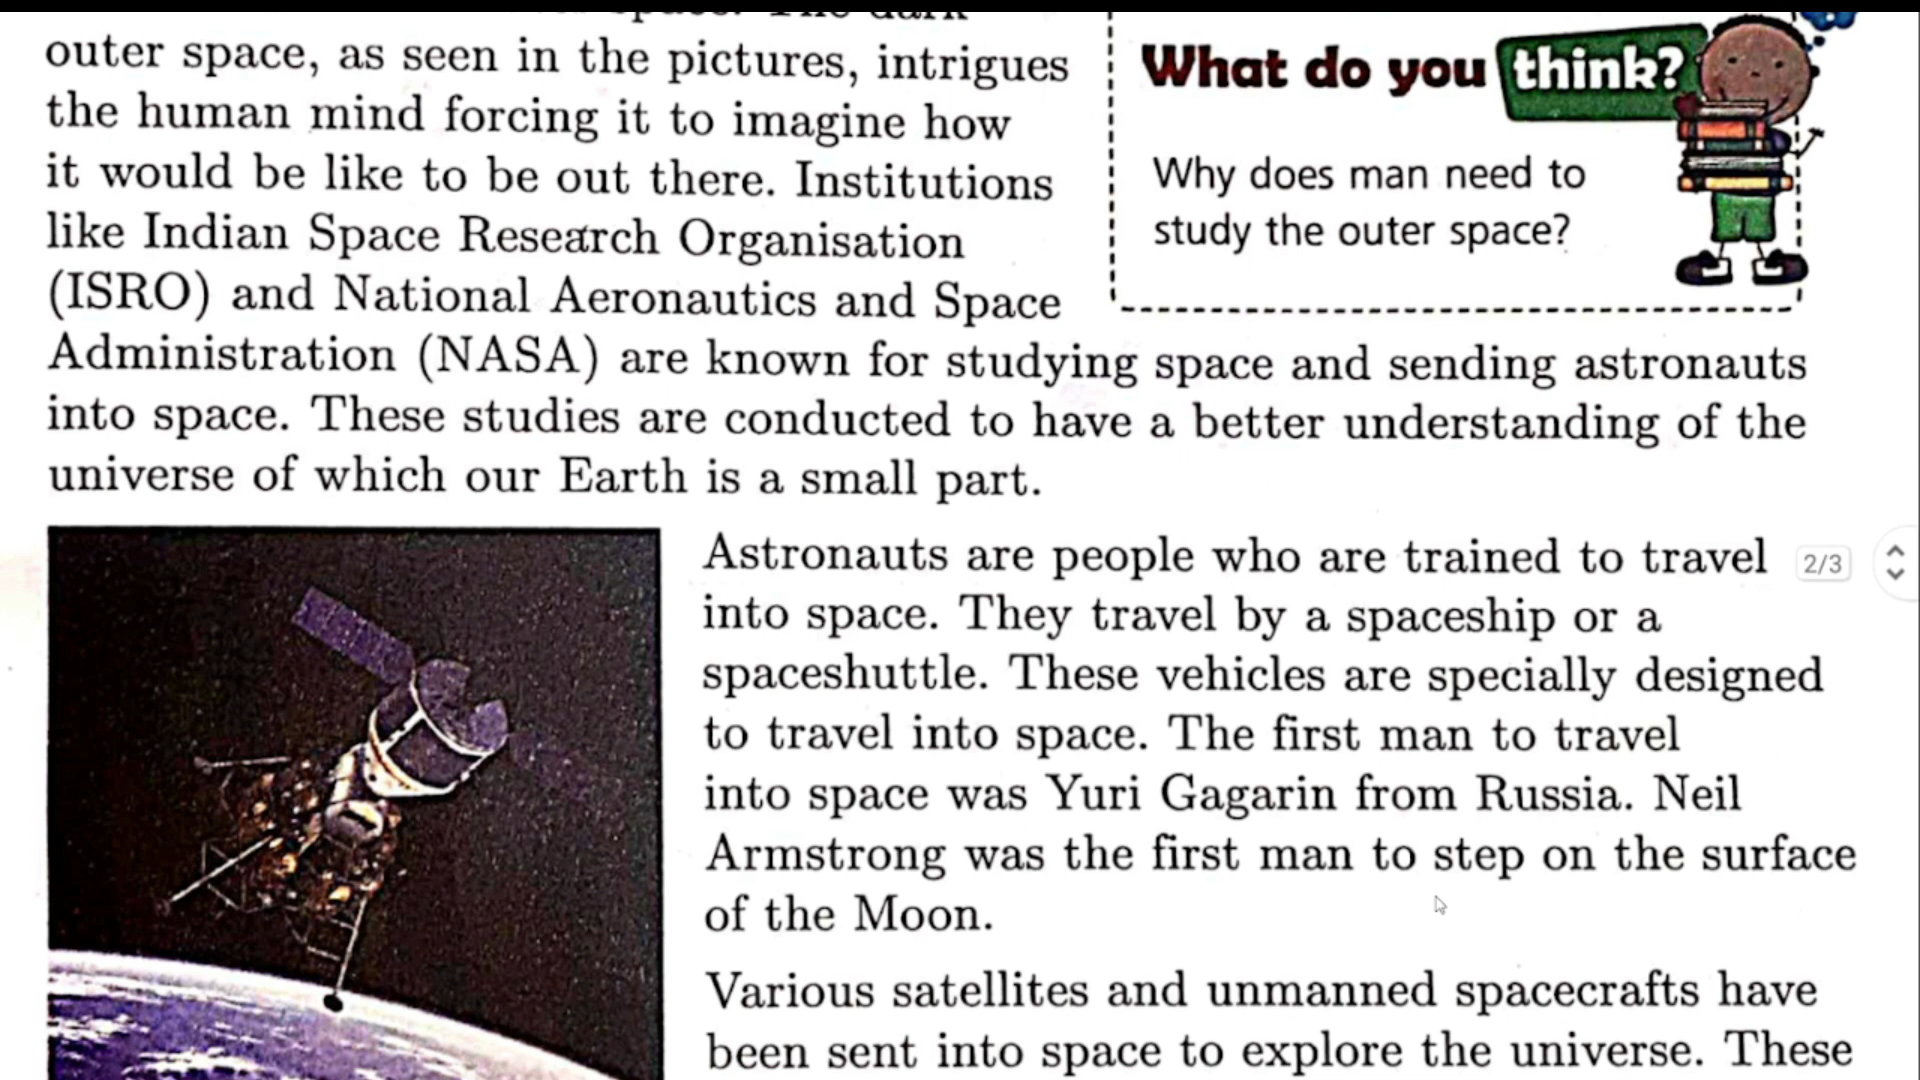 outer space, as seen in the pictures, intrigues
the human mind forcing it to imagine how
it would be like to be out there. Institutions
like Indian Space Research Organisation
(ISRO) and National Aeronautics and Space
Administration (NASA) are known for studying space and sending astronauts
into space. These studies are conducted to have a better understanding of the
universe of which our Earth is a small part.
What do you think?
Why does man need to
study the outer space?
Astronauts are people who are trained to travel
into space. They travel by a spaceship or a
spaceshuttle. These vehicles are specially designed
to travel into space. The first man to travel
into space was Yuri Gagarin from Russia. Neil
Armstrong was the first man to step on the surface
of the Moon.
Various satellites and unmanned spacecrafts have
been sent into space to explore the universe. These
2/3